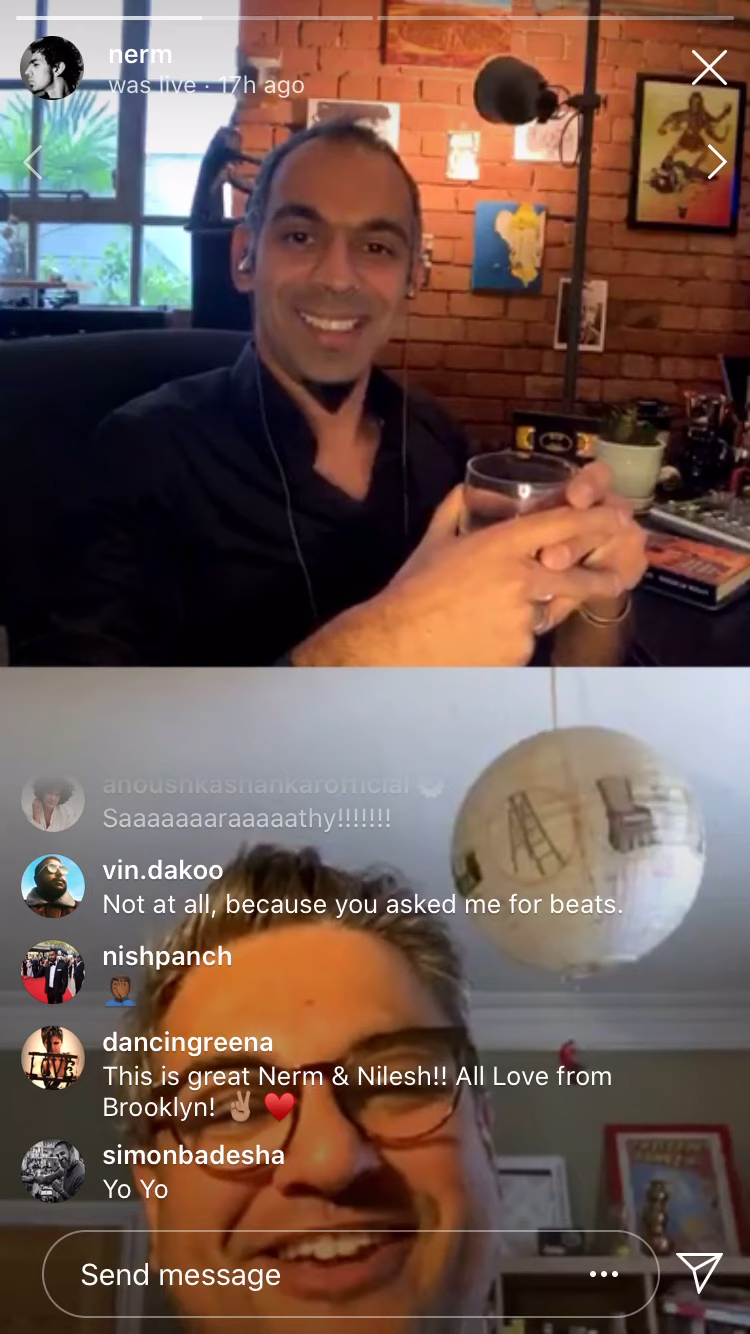 nerm
was live · 17h ago
anoushkashankarofficial
Saaaaaaaraaaaathy!!!!!!!
vin.dakoo
Not at all, because you asked me for beats.
nishpanch
🤦🏾‍♂️
dancingreena
This is great Nerm & Nilesh!! All Love from
Brooklyn! ✌🏽 ❤️
simonbadesha
Yo Yo
Send message